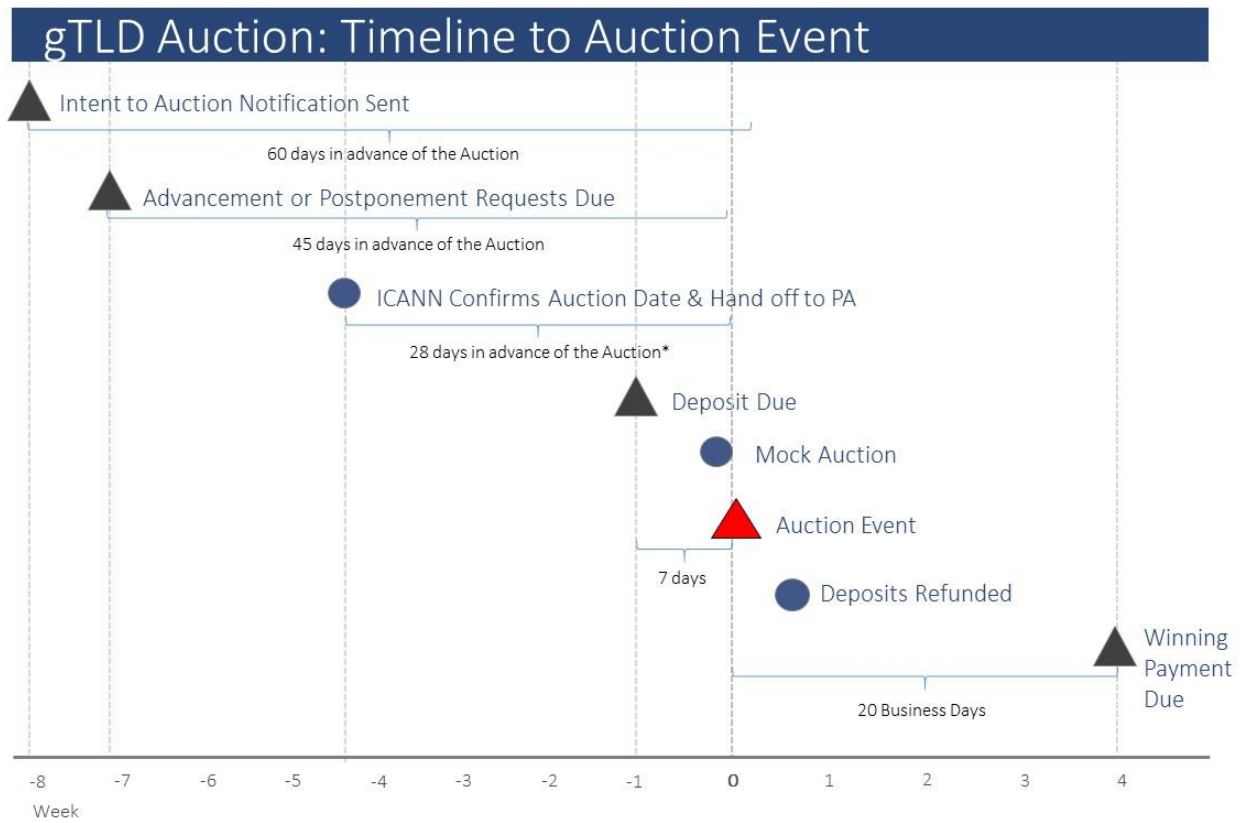 gTLD Auction: Timeline to Auction Event
Intent to Auction Notification Sent
60 days in advance of the Auction
Advancement or Postponement Requests Due
45 days in advance of the Auction
ICANN Confirms Auction Date & Hand off to PA
28 days in advance of the Auction*
Deposit Due
Mock Auction
Auction Event
7 days
Deposits Refunded
Winning
Payment
Due
20 Business Days
-8 -7 -6 -5 -4 -3 -2 -1 0 1 2 3 4
Week